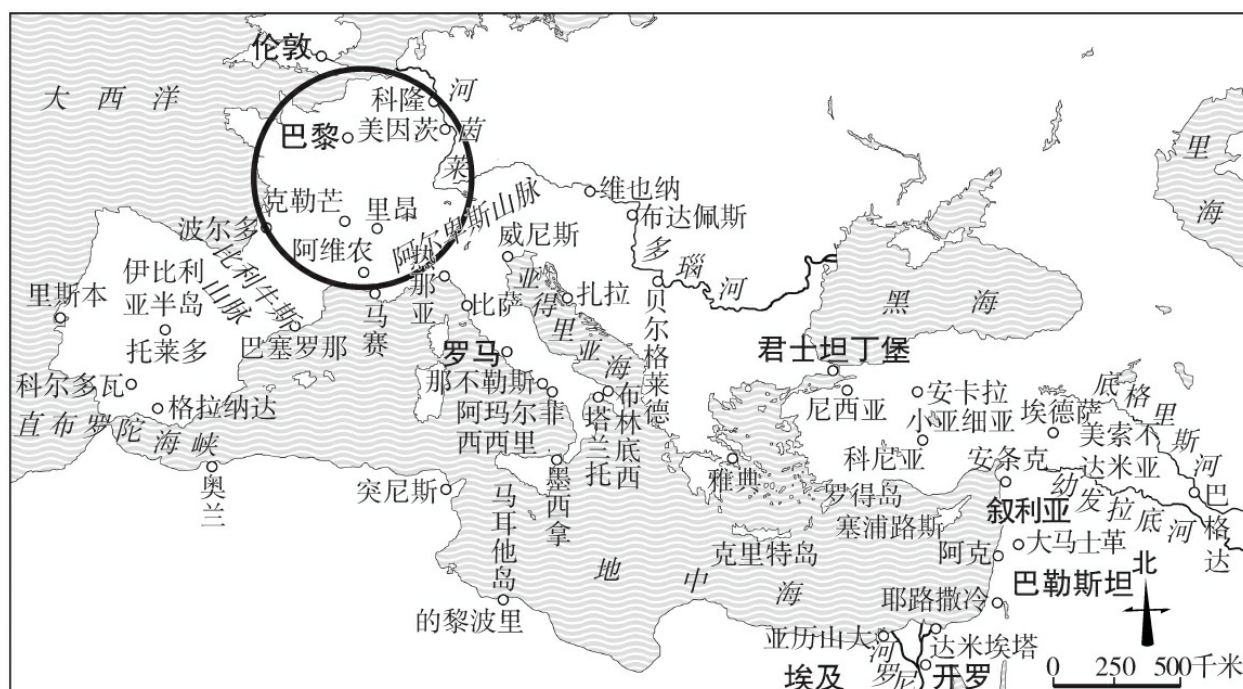 伦敦
大西洋
科隆
巴黎
美因茨
莱茵河
里海
克勒芒
里昂
阿尔卑斯山脉
维也纳
布达佩斯
波尔多
阿维农
威尼斯
多瑙河
比利牛斯山脉
伊比利
亚半岛
里斯本
热那亚
比萨
亚得里亚海
扎拉
贝尔格莱德
黑海
托莱多
巴塞罗那
马赛
罗马
君士坦丁堡
科尔多瓦
格拉纳达
那不勒斯
阿玛尔非
塔兰托
布林底西
尼西亚
安卡拉
小亚细亚
埃德萨
底格里斯河
直布罗陀海峡
西西里
美索不
达米亚
奥兰
突尼斯
墨西拿
雅典
科尼亚
安条克
幼发拉底河
巴格达
马耳他岛
罗得岛
塞浦路斯
叙利亚
克里特岛
阿克
大马士革
地中海
巴勒斯坦
北
的黎波里
耶路撒冷
亚历山大
达米埃塔
尼罗河
埃及
开罗
0 250 500千米